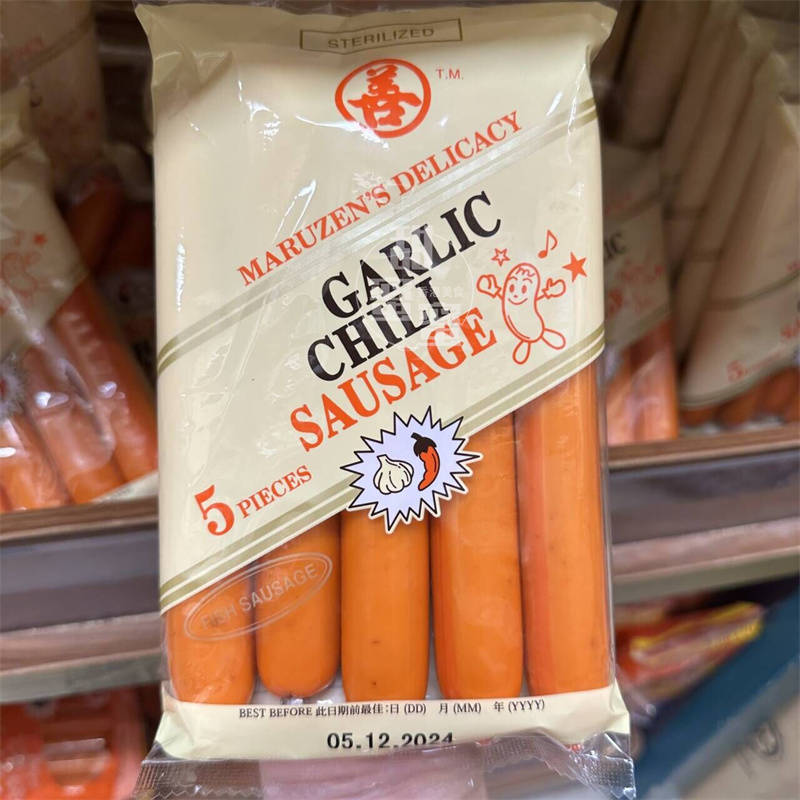 STERILIZED
善
T.M.
MARUZEN'S DELICACY
GARLIC
CHILI
SAUSAGE
5 PIECES
FISH SAUSAGE
BEST BEFORE 此日期前最佳:日 (DD) 月 (MM) 年 (YYYY)
05.12.2024